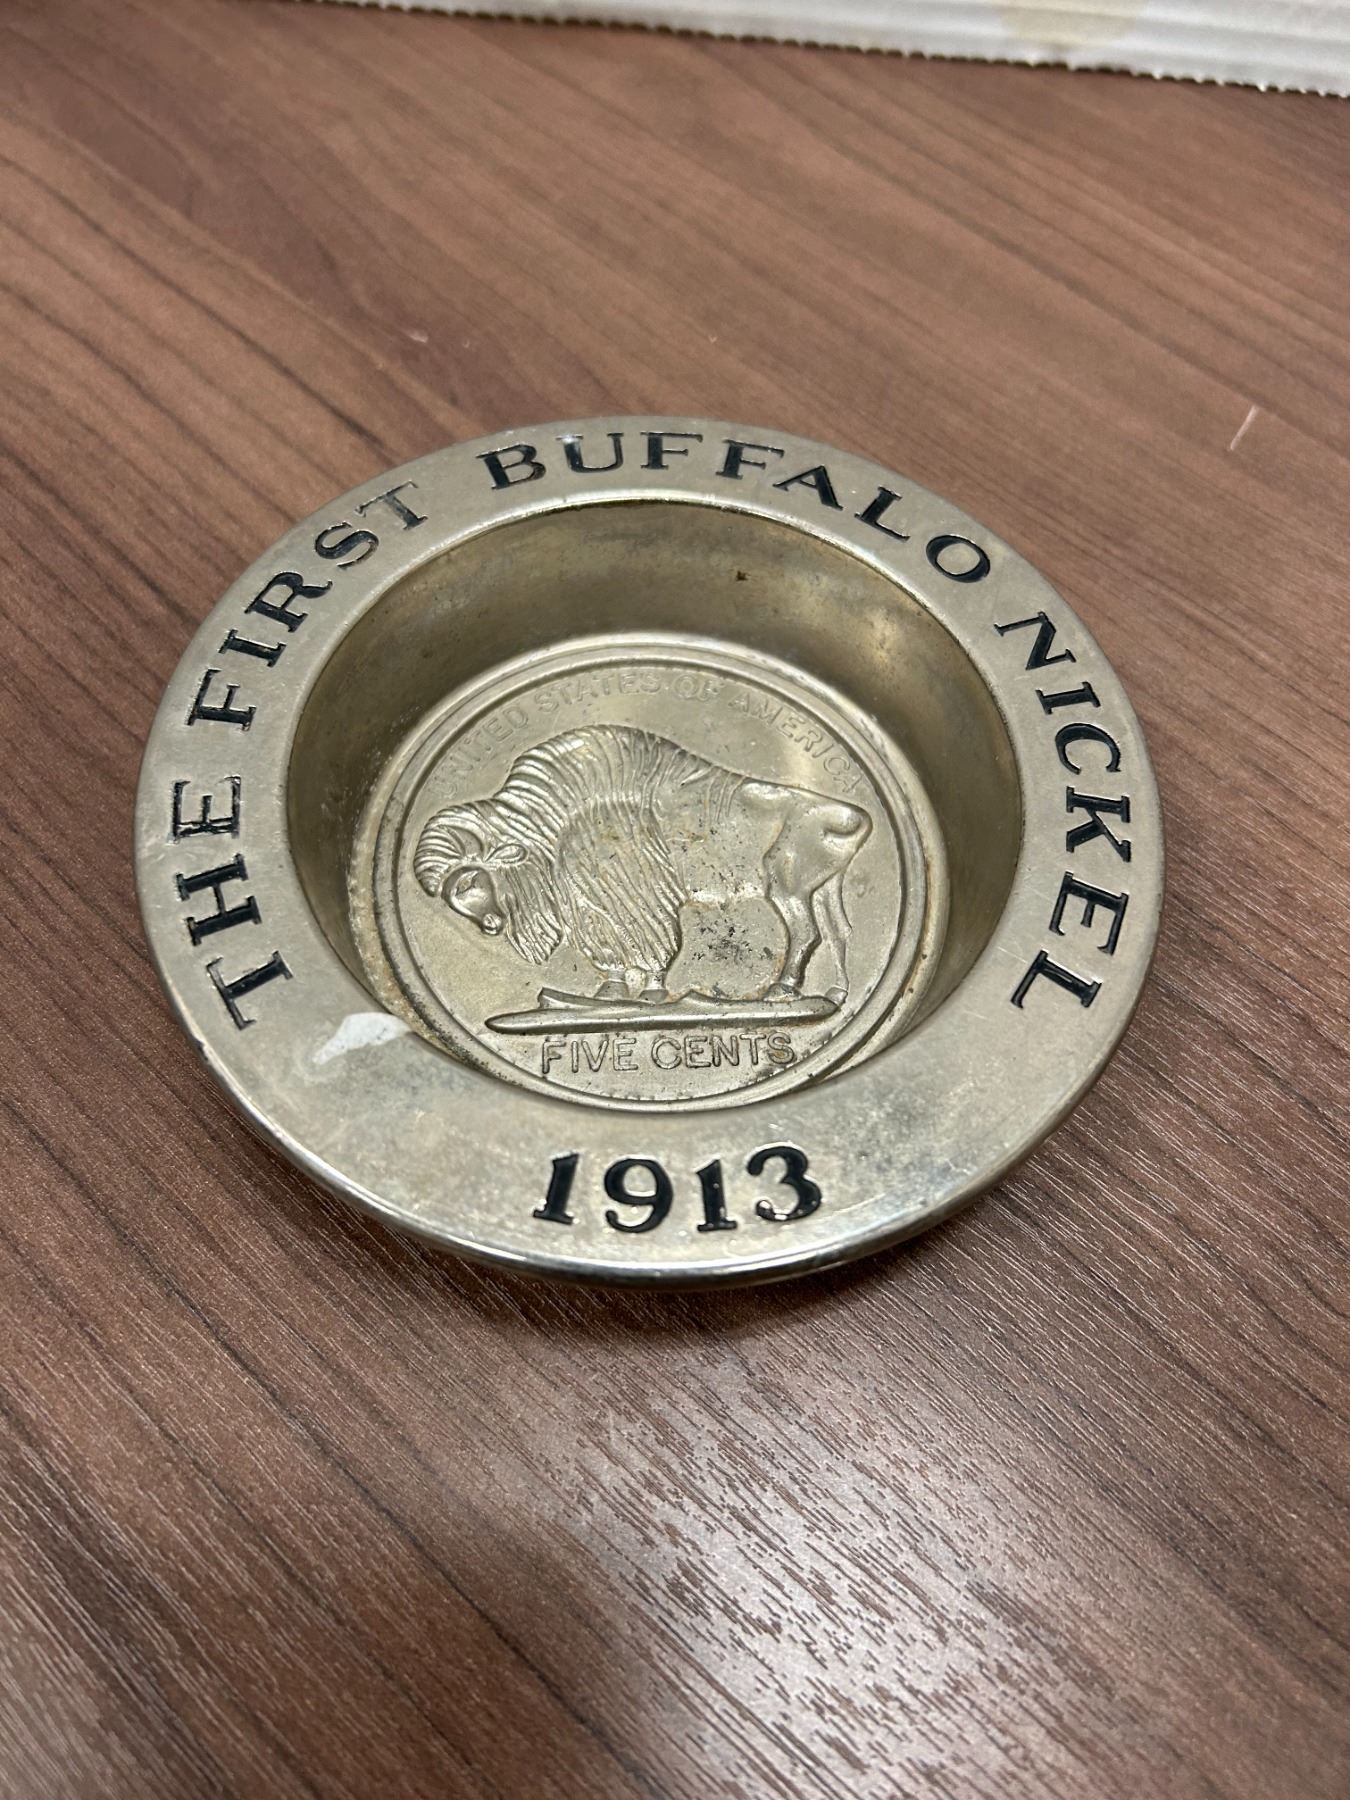 THE FIRST BUFFALO NICKEL
UNITED STATES OF AMERICA
FIVE CENTS
1913